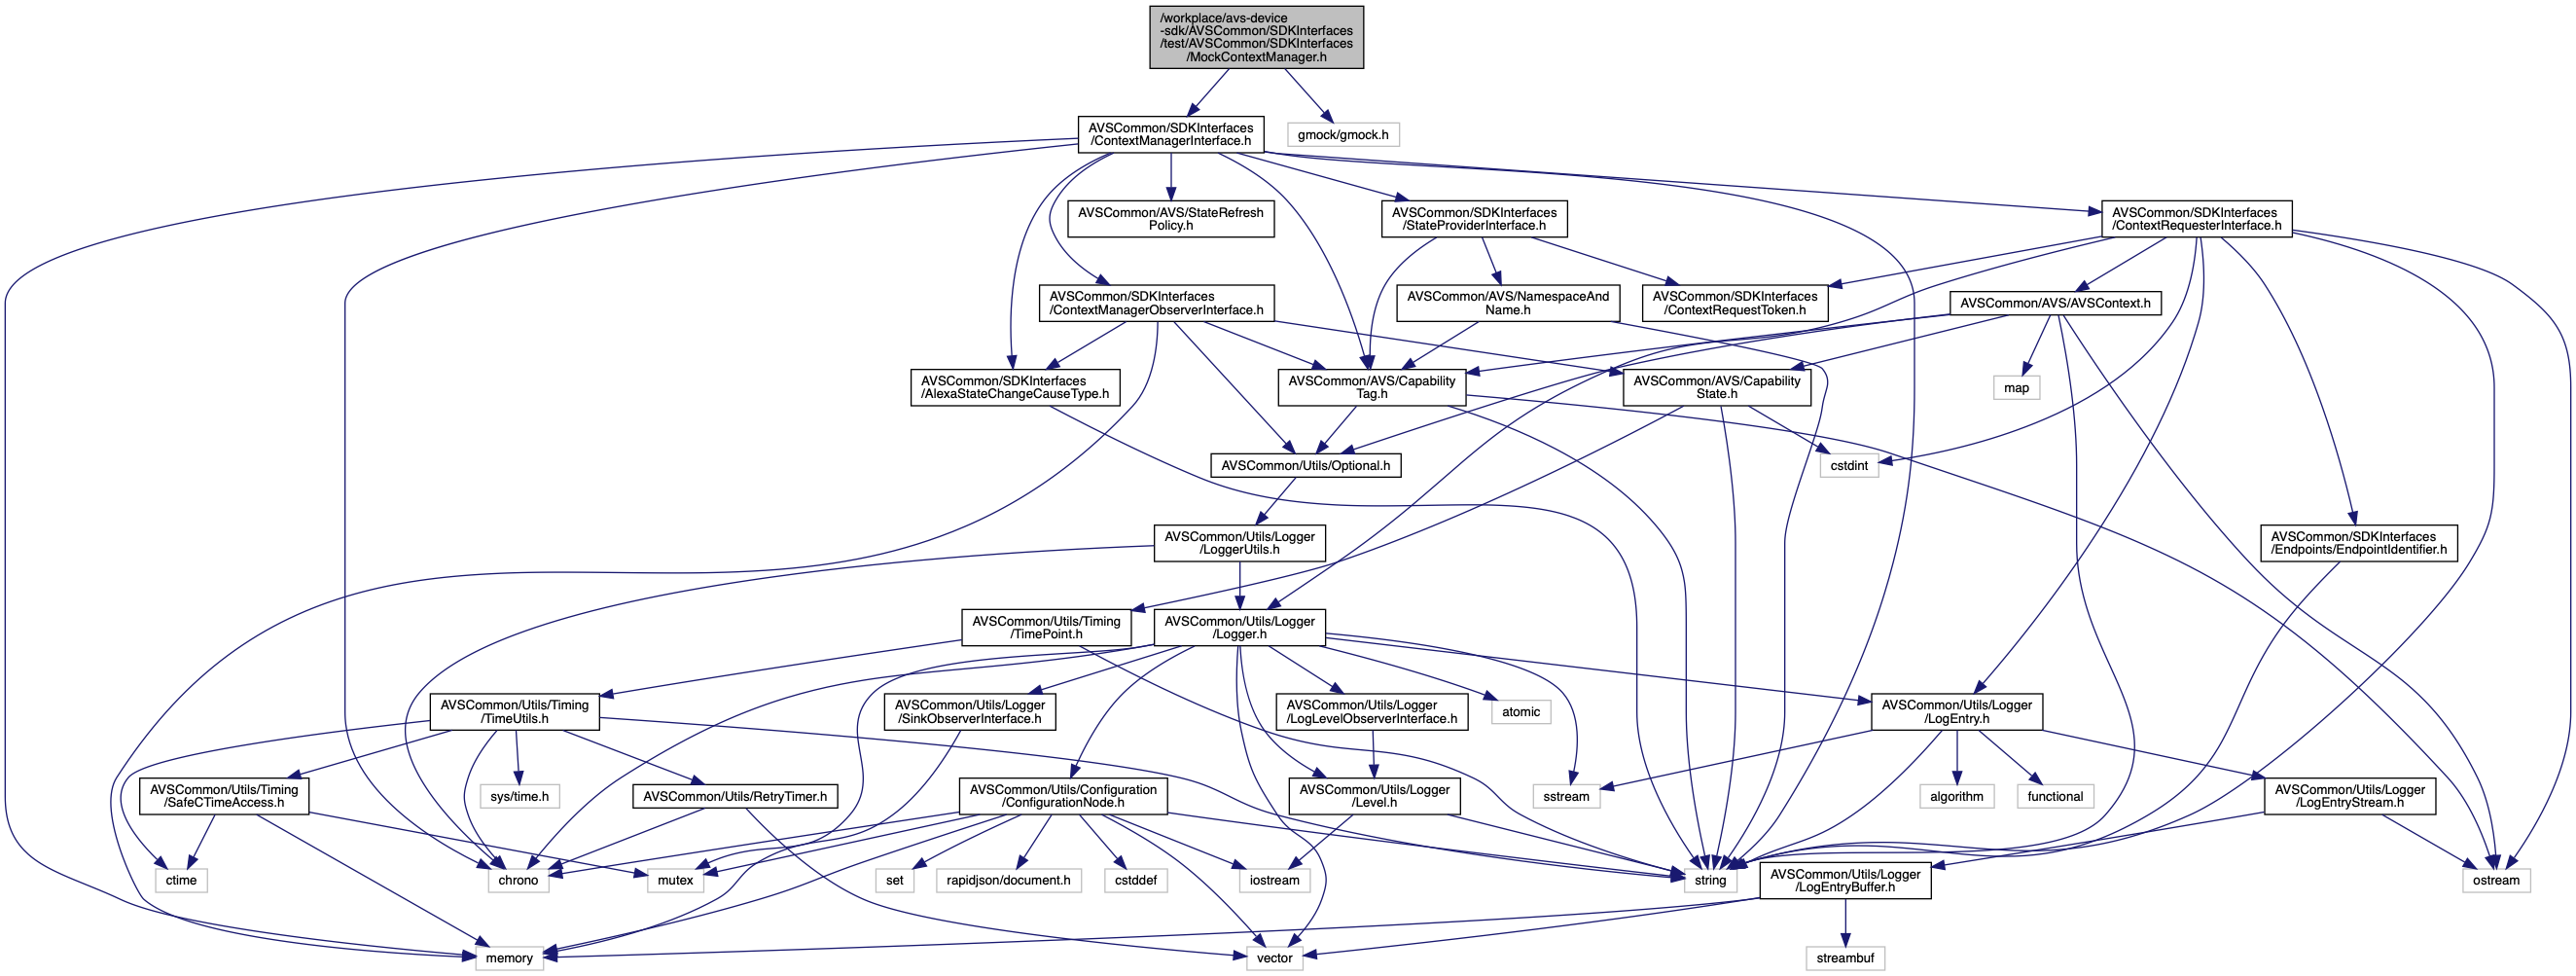 /workplace/avs-device
-sdk/AVSCommon/SDKInterfaces
/test/AVSCommon/SDKInterfaces
/MockContextManager.h
AVSCommon/SDKInterfaces
/ContextManagerInterface.h
gmock/gmock.h
AVSCommon/AVS/StateRefresh
Policy.h
AVSCommon/SDKInterfaces
/StateProviderInterface.h
AVSCommon/SDKInterfaces
/ContextRequesterInterface.h
AVSCommon/SDKInterfaces
/ContextManagerObserverInterface.h
AVSCommon/AVS/NamespaceAnd
Name.h
AVSCommon/SDKInterfaces
/ContextRequestToken.h
AVSCommon/AVS/AVSContext.h
AVSCommon/SDKInterfaces
/AlexaStateChangeCauseType.h
AVSCommon/AVS/Capability
Tag.h
AVSCommon/AVS/Capability
State.h
map
AVSCommon/Utils/Optional.h
cstdint
AVSCommon/Utils/Logger
/LoggerUtils.h
AVSCommon/SDKInterfaces
/Endpoints/EndpointIdentifier.h
AVSCommon/Utils/Timing
/TimePoint.h
AVSCommon/Utils/Logger
/Logger.h
AVSCommon/Utils/Timing
/TimeUtils.h
AVSCommon/Utils/Logger
/SinkObserverInterface.h
AVSCommon/Utils/Logger
/LogLevelObserverInterface.h
atomic
AVSCommon/Utils/Logger
/LogEntry.h
AVSCommon/Utils/Timing
/SafeCTimeAccess.h
sys/time.h
AVSCommon/Utils/RetryTimer.h
AVSCommon/Utils/Configuration
/ConfigurationNode.h
AVSCommon/Utils/Logger
/Level.h
sstream
algorithm
functional
AVSCommon/Utils/Logger
/LogEntryStream.h
ctime
chrono
mutex
set
rapidjson/document.h
cstddef
iostream
string
AVSCommon/Utils/Logger
/LogEntryBuffer.h
ostream
memory
vector
streambuf